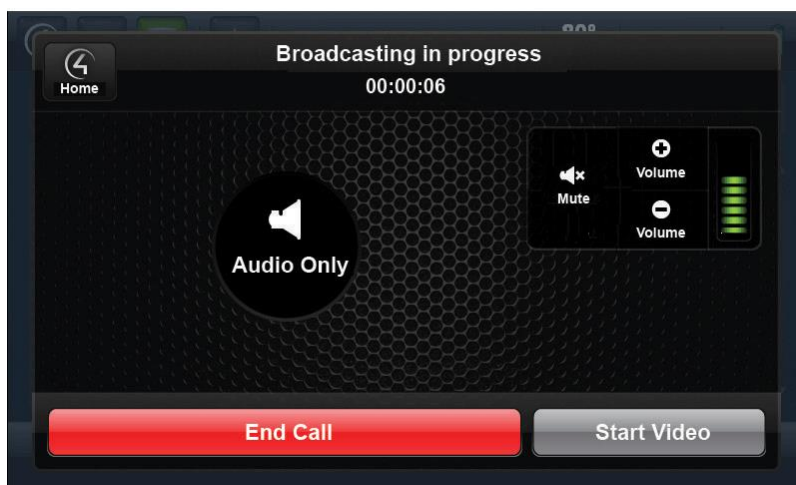 Broadcasting in progress
00:00:06
Home
Volume
Mute
Volume
Audio Only
End Call
Start Video